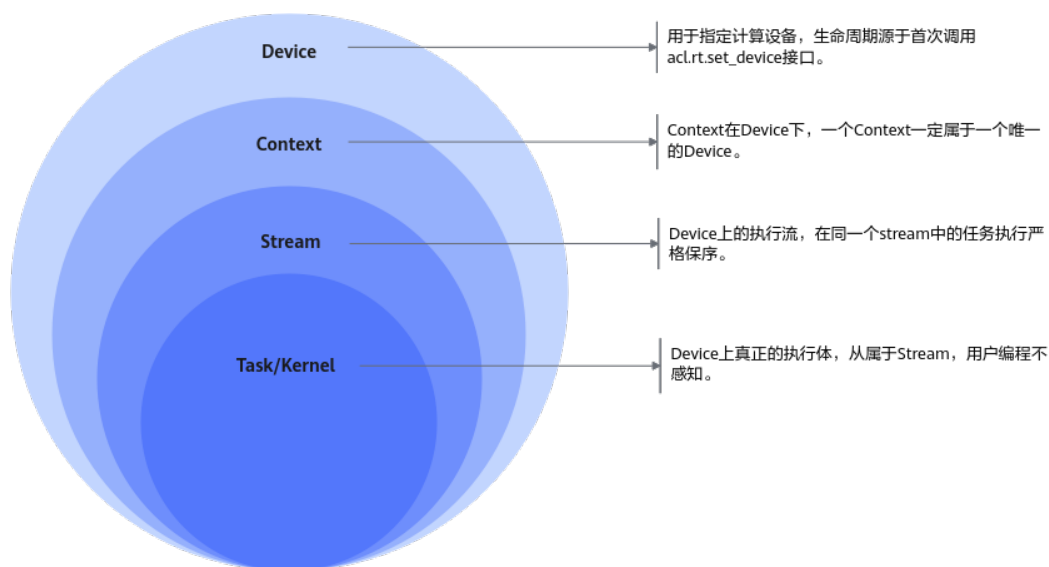 Device
用于指定计算设备，生命周期源于首次调用
acl.rt.set_device接口。
Context
Context在Device下，一个Context一定属于一个唯一
的Device。
Stream
Device上的执行流，在同一个stream中的任务执行严
格保序。
Task/Kernel
Device上真正的执行体，从属于Stream，用户编程不
感知。